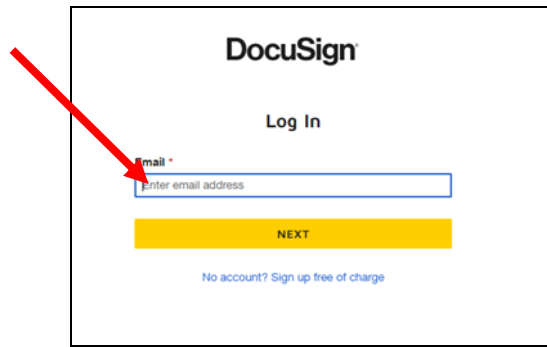 DocuSign
Log In
Email *
Enter email address
NEXT
No account? Sign up free of charge